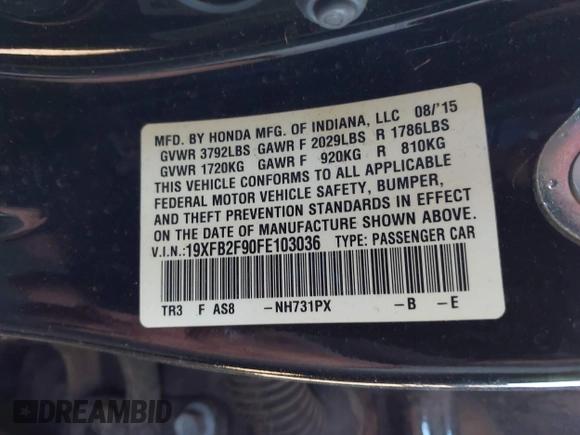 MFD. BY HONDA MFG. OF INDIANA, LLC 08/'15
GVWR 3792LBS GAWR F 2029LBS R 1786LBS
GVWR 1720KG GAWR F 920KG R 810KG
THIS VEHICLE CONFORMS TO ALL APPLICABLE
FEDERAL MOTOR VEHICLE SAFETY, BUMPER,
AND THEFT PREVENTION STANDARDS IN EFFECT
ON THE DATE OF MANUFACTURE SHOWN ABOVE.
V.I.N.:19XFB2F90FE103036 TYPE: PASSENGER CAR
TR3 F AS8 -NH731PX -B -E
DREAMBID